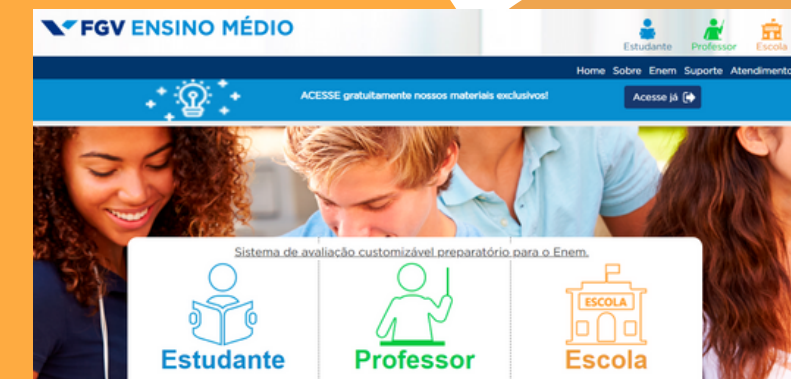 FGV ENSINO MÉDIO
Estudante Professor Escola
Home Sobre Enem Suporte Atendimento
ACESSE gratuitamente nossos materiais exclusivos!
Acesse já
Sistema de avaliação customizável preparatório para o Enem.
ESCOLA
Estudante Professor Escola